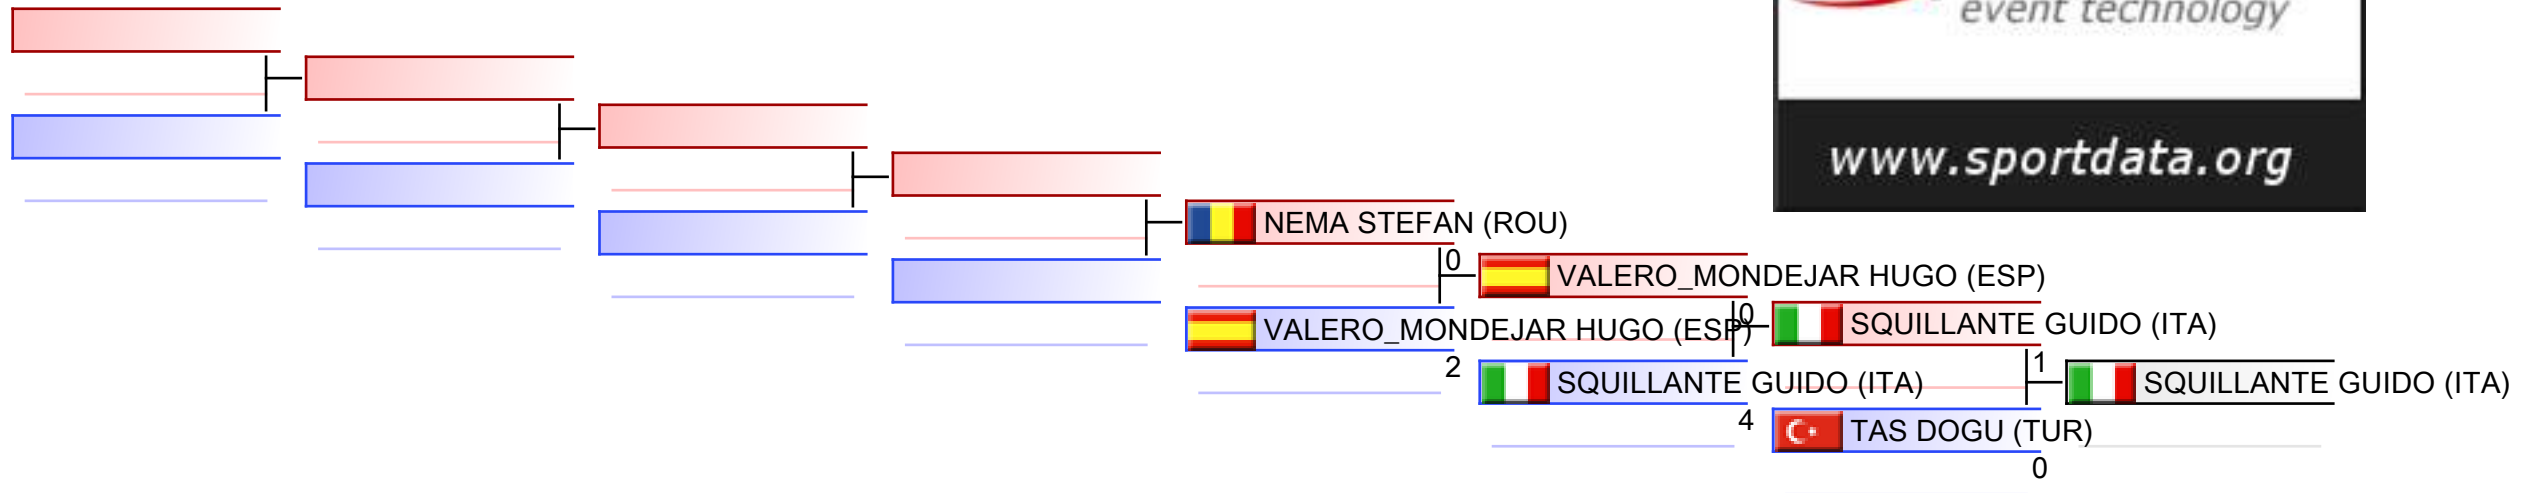 event technology
www.sportdata.org
NEMA STEFAN (ROU)
0
VALERO_MONDEJAR HUGO (ESP)
2
VALERO_MONDEJAR HUGO (ESP)
0
SQUILLANTE GUIDO (ITA)
4
SQUILLANTE GUIDO (ITA)
1
TAS DOGU (TUR)
0
SQUILLANTE GUIDO (ITA)